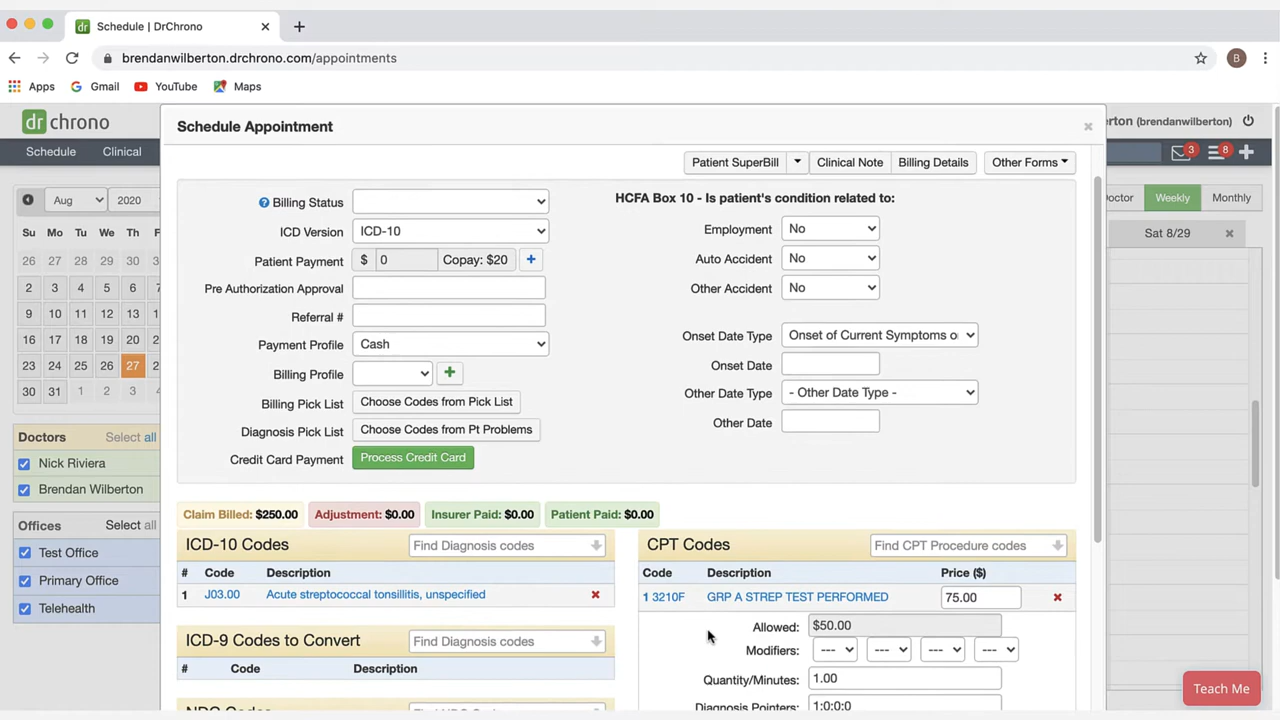 Schedule | DrChrono
brendanwilberton.drchrono.com/appointments
B
Apps Gmail YouTube Maps
dr chrono
rton (brendanwilberton)
Schedule Clinical
3 8
Schedule Appointment
Patient SuperBill Clinical Note Billing Details Other Forms
Weekly Monthly
Aug 2020
Sat 8/29
Su Mo Tu We Th
26 27 28 29 30
2 3 4 5 6
9 10 11 12 13
16 17 18 19 20
23 24 25 26 27
30 31 1 2 3
Doctors Select all
Nick Riviera
Brendan Wilberton
Offices Select all
Test Office
Primary Office
Telehealth
Billing Status
ICD Version ICD-10
Patient Payment $ 0 Copay: $20
Pre Authorization Approval
Referral #
Payment Profile Cash
Billing Profile
Billing Pick List Choose Codes from Pick List
Diagnosis Pick List Choose Codes from Pt Problems
Credit Card Payment Process Credit Card
HCFA Box 10 - Is patient's condition related to:
Employment No
Auto Accident No
Other Accident No
Onset Date Type Onset of Current Symptoms o
Onset Date
Other Date Type - Other Date Type -
Other Date
Claim Billed: $250.00 Adjustment: $0.00 Insurer Paid: $0.00 Patient Paid: $0.00
ICD-10 Codes Find Diagnosis codes
# Code Description
1 J03.00 Acute streptococcal tonsillitis, unspecified
ICD-9 Codes to Convert Find Diagnosis codes
# Code Description
CPT Codes Find CPT Procedure codes
Code Description Price ($)
1 3210F GRP A STREP TEST PERFORMED 75.00
Allowed: $50.00
Modifiers: --- --- --- ---
Quantity/Minutes: 1.00
Diagnosis Pointers: 1:0:0:0
Teach Me